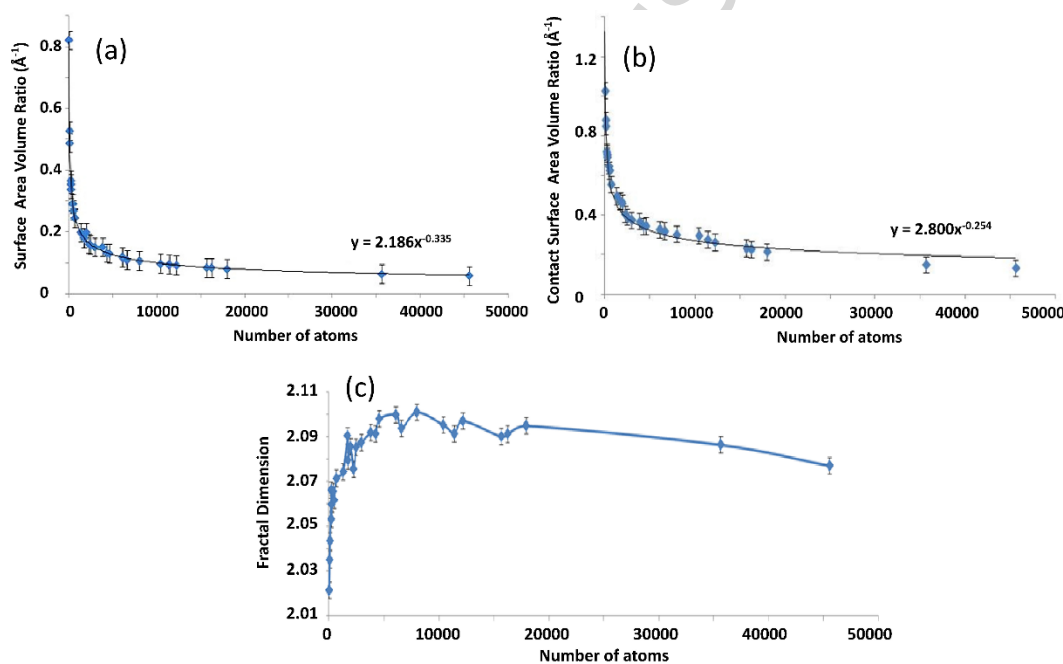 (a)
Surface Area Volume Ratio (Å⁻¹)
0.8
0.6
0.4
0.2
0
y = 2.186x⁻⁰·³³⁵
0 10000 20000 30000 40000 50000
Number of atoms
(b)
Contact Surface Area Volume Ratio (Å⁻¹)
1.2
0.8
0.4
0
y = 2.800x⁻⁰·²⁵⁴
0 10000 20000 30000 40000 50000
Number of atoms
(c)
Fractal Dimension
2.11
2.09
2.07
2.05
2.03
2.01
0 10000 20000 30000 40000 50000
Number of atoms